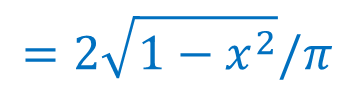 = 2√(1 − x²)/π